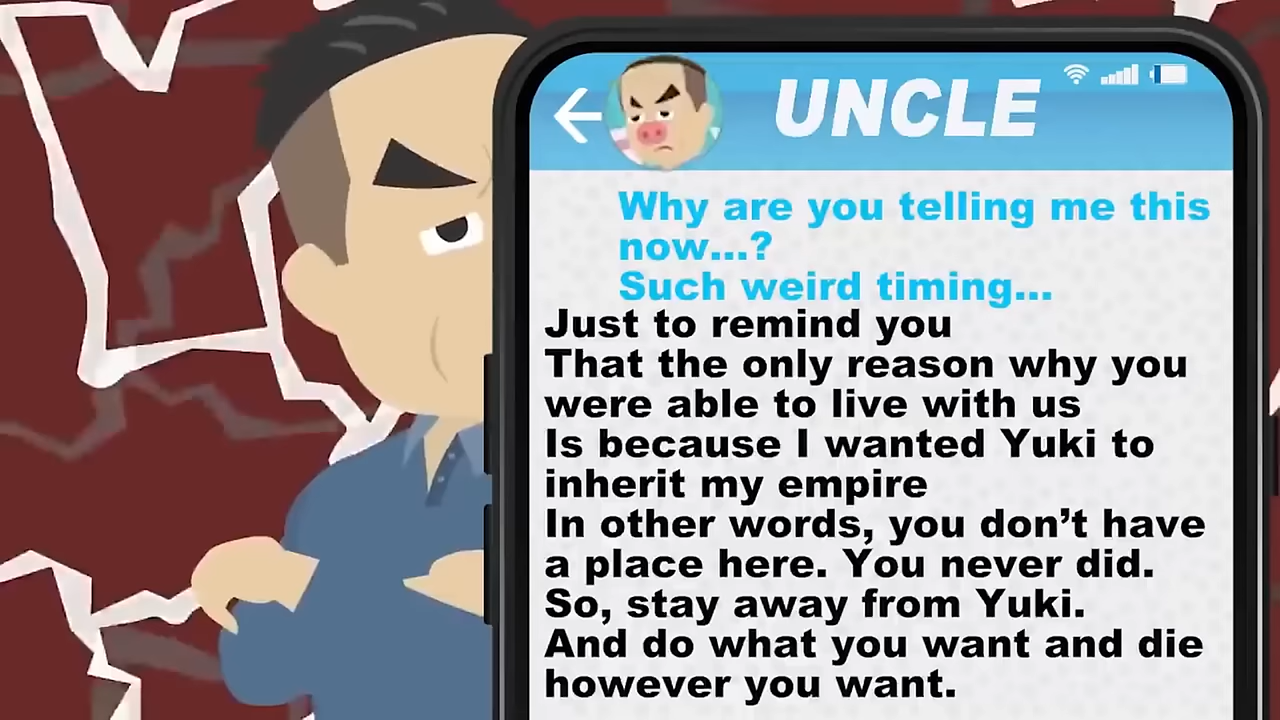 UNCLE
Why are you telling me this
now...?
Such weird timing...
Just to remind you
That the only reason why you
were able to live with us
Is because I wanted Yuki to
inherit my empire
In other words, you don’t have
a place here. You never did.
So, stay away from Yuki.
And do what you want and die
however you want.